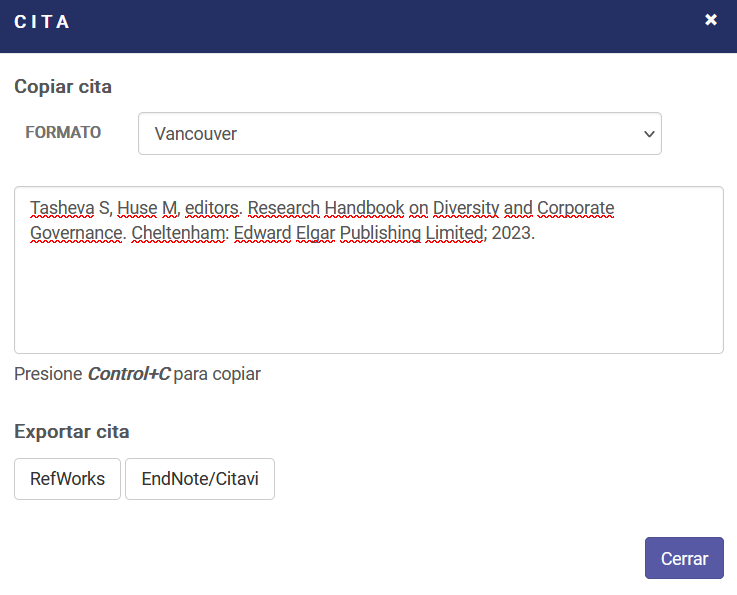 CITA
Copiar cita
FORMATO
Vancouver
Tasheva S, Huse M, editors. Research Handbook on Diversity and Corporate
Governance. Cheltenham: Edward Elgar Publishing Limited; 2023.
Presione Control+C para copiar
Exportar cita
RefWorks
EndNote/Citavi
Cerrar